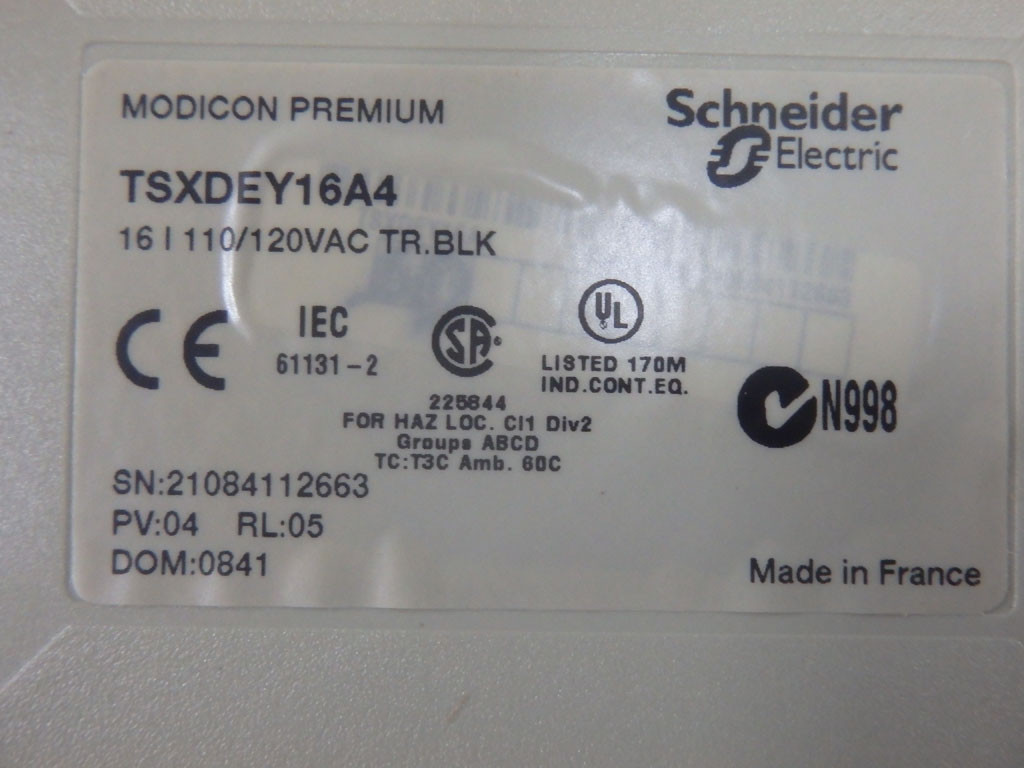 MODICON PREMIUM
Schneider
Electric
TSXDEY16A4
16 I 110/120VAC TR.BLK
CE
IEC
61131-2
SA
UL
LISTED 170M
IND.CONT.EQ.
225844
FOR HAZ LOC. Cl1 Div2
Groups ABCD
TC:T3C Amb. 60C
N998
SN:21084112663
PV:04 RL:05
DOM:0841
Made in France